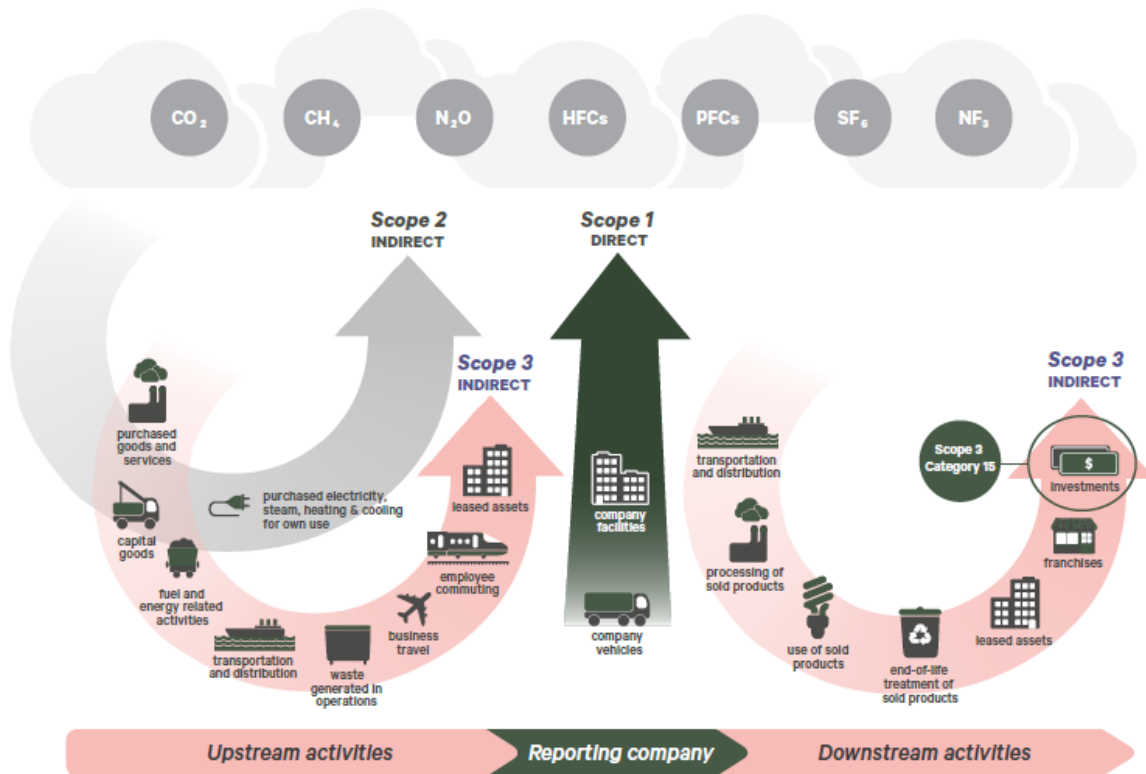 CO₂
CH₄
N₂O
HFCs
PFCs
SF₆
NF₃
Scope 2
INDIRECT
Scope 1
DIRECT
Scope 3
INDIRECT
Scope 3
INDIRECT
purchased
goods and
services
capital
goods
fuel and
energy related
activities
purchased electricity,
steam, heating & cooling
for own use
transportation
and distribution
waste
generated in
operations
business
travel
employee
commuting
leased assets
company
facilities
company
vehicles
transportation
and distribution
processing of
sold products
use of sold
products
end-of-life
treatment of
sold products
leased assets
franchises
Scope 3
Category 15
$
investments
Upstream activities
Reporting company
Downstream activities